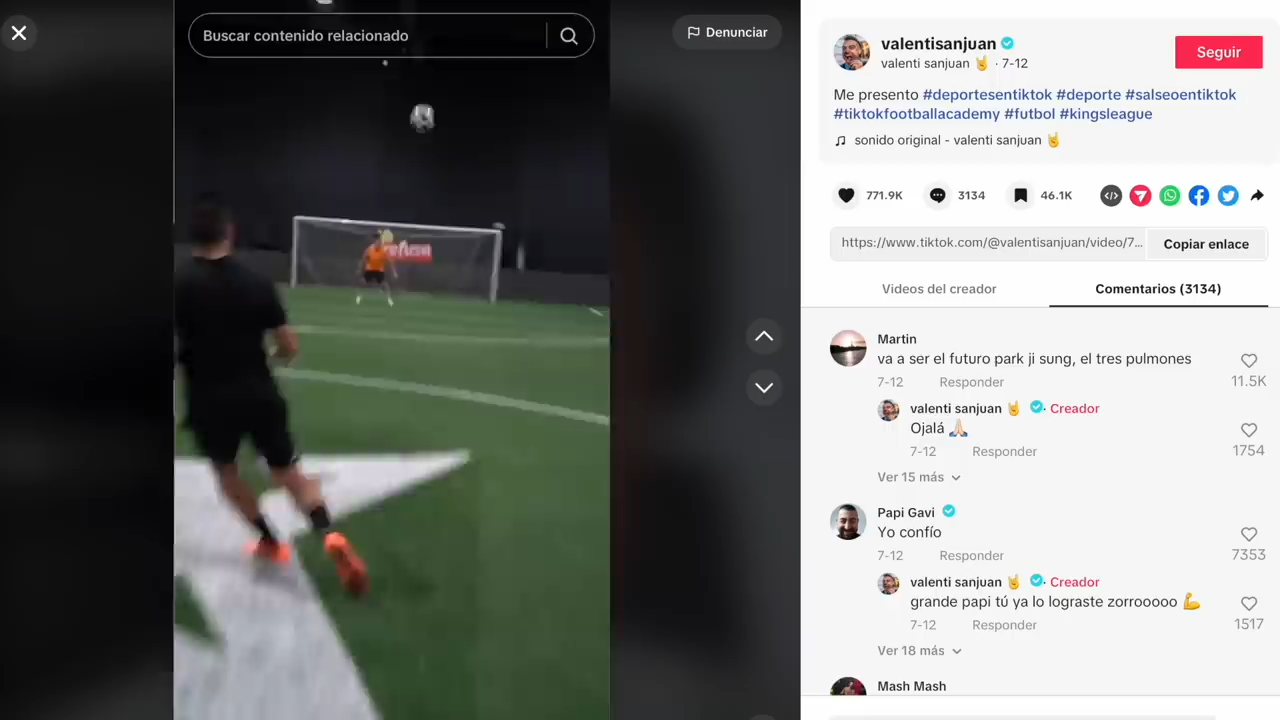 Buscar contenido relacionado
Denunciar
valentisanjuan
valenti sanjuan 🤘 · 7-12
Seguir
Me presento #deportesentiktok #deporte #salseoentiktok
#tiktokfootballacademy #futbol #kingsleague
♫ sonido original - valenti sanjuan 🤘
771.9K
3134
46.1K
https://www.tiktok.com/@valentisanjuan/video/7...
Copiar enlace
Videos del creador
Comentarios (3134)
Martin
va a ser el futuro park ji sung, el tres pulmones
7-12 Responder
11.5K
valenti sanjuan 🤘 · Creador
Ojalá 🙏🏻
7-12 Responder
1754
Ver 15 más
Papi Gavi
Yo confío
7-12 Responder
7353
valenti sanjuan 🤘 · Creador
grande papi tú ya lo lograste zorrooooo 💪
7-12 Responder
1517
Ver 18 más
Mash Mash